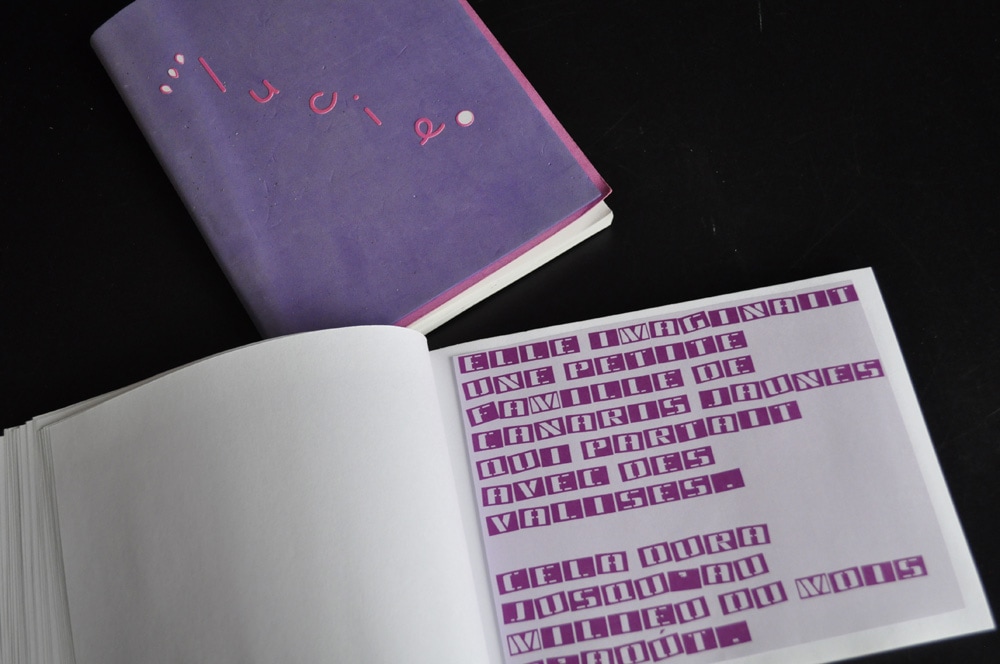 lucie
ELLE IMAGINAIT
UNE PETITE
FAMILLE DE
CANARIS JAUNES
QUI PARTAIT
AVEC DES
VALISES.
CELA DURA
JUSQU'AU
MILIEU DU MOIS
D'AOÚT.